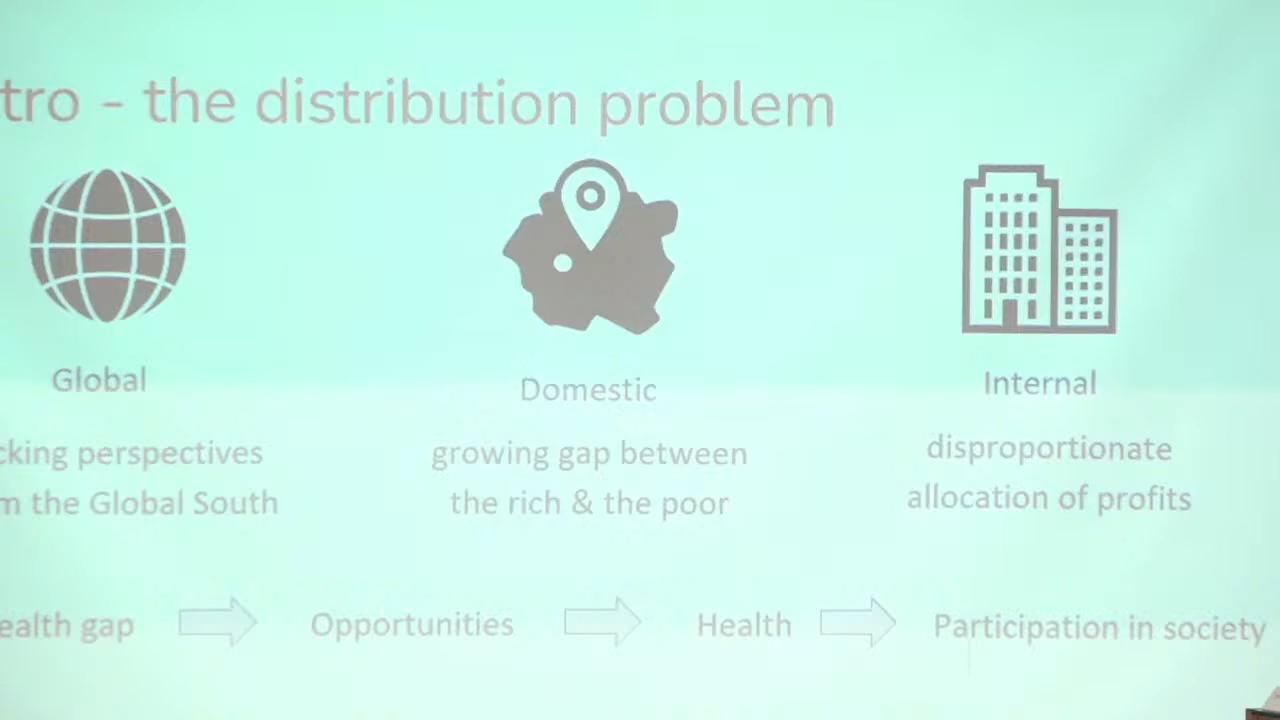 tro - the distribution problem
Global
Domestic
Internal
cking perspectives
m the Global South
growing gap between
the rich & the poor
disproportionate
allocation of profits
ealth gap
Opportunities
Health
Participation in society